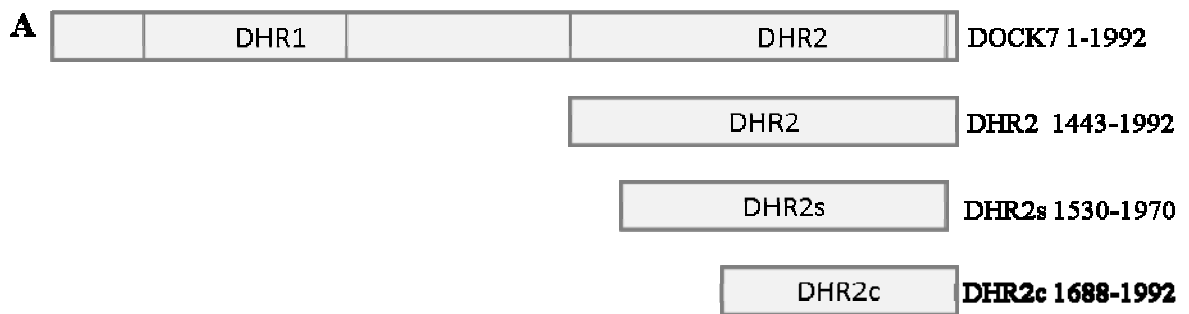 A DHR1 DHR2 DOCK7 1-1992
DHR2 DHR2 1443-1992
DHR2s DHR2s 1530-1970
DHR2c DHR2c 1688-1992